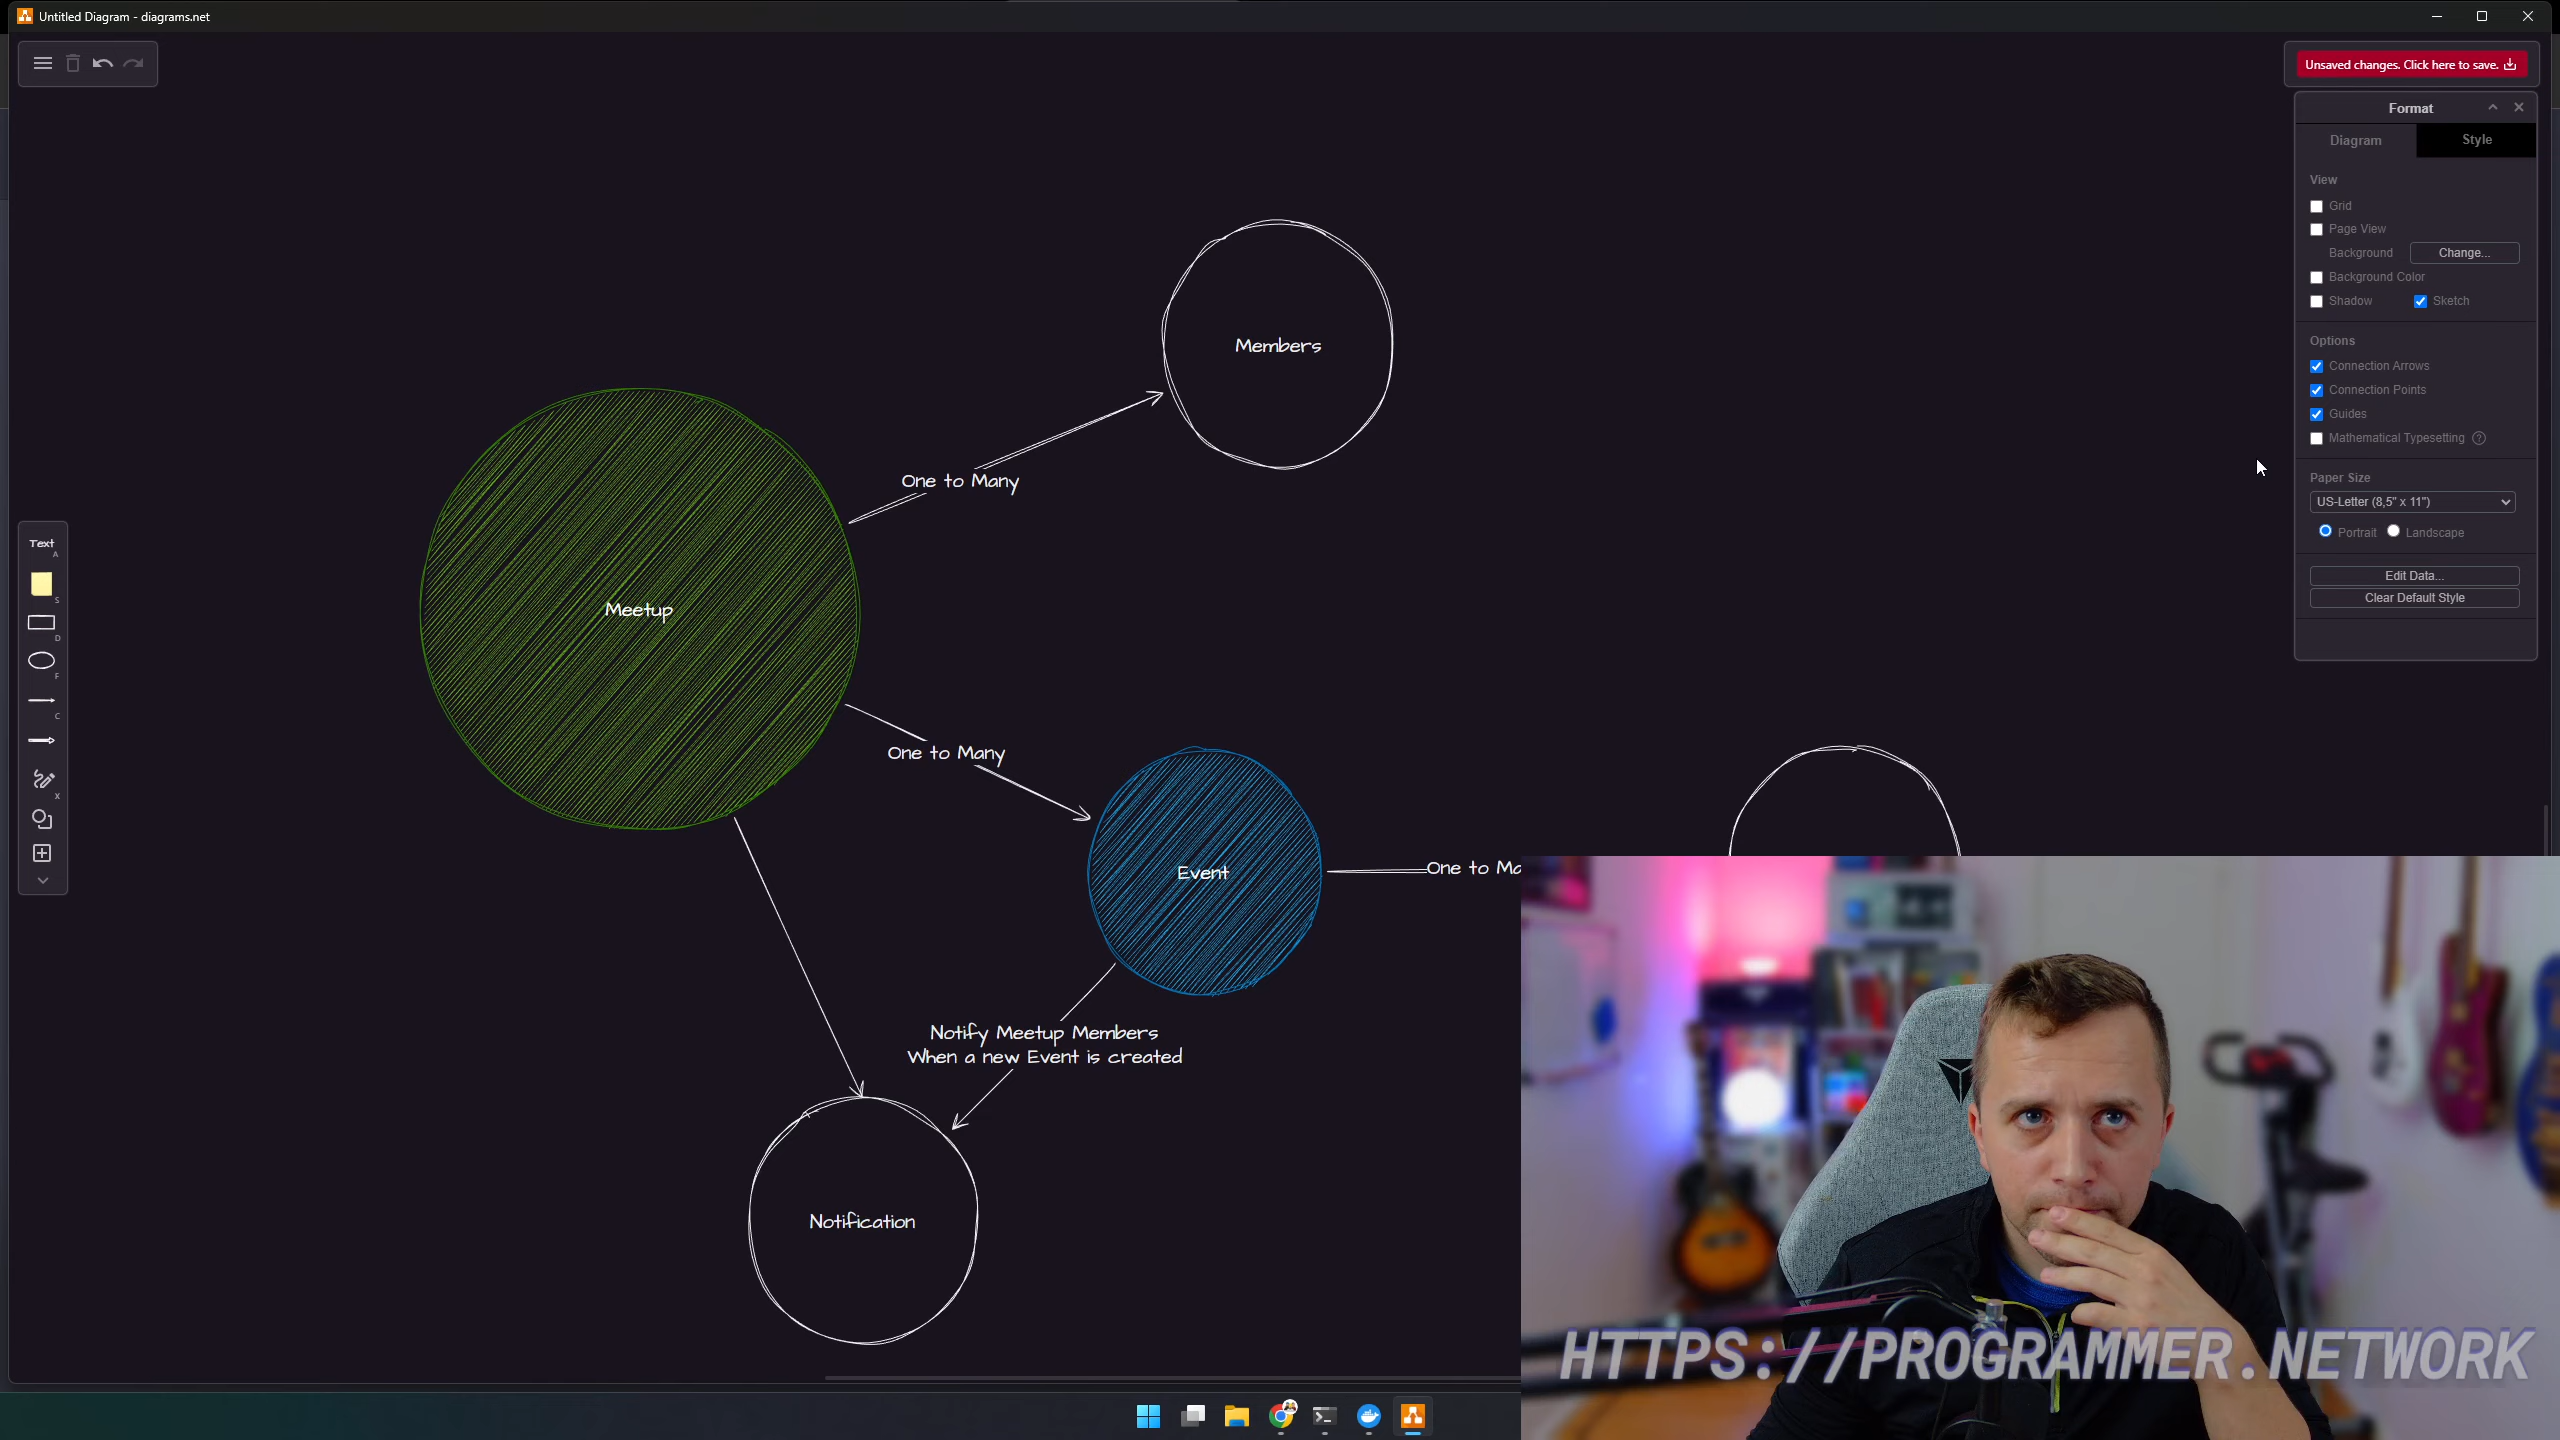 Untitled Diagram - diagrams.net
Unsaved changes. Click here to save.
Format
Diagram
Style
View
Grid
Page View
Background
Change...
Background Color
Shadow
Sketch
Options
Connection Arrows
Connection Points
Guides
Mathematical Typesetting
?
Paper Size
US-Letter (8,5" x 11")
Portrait
Landscape
Edit Data...
Clear Default Style
Text
A
S
D
F
C
X
Members
One to Many
Meetup
One to Many
Event
One to Ma
Notify Meetup Members
When a new Event is created
Notification
HTTPS://PROGRAMMER.NETWORK